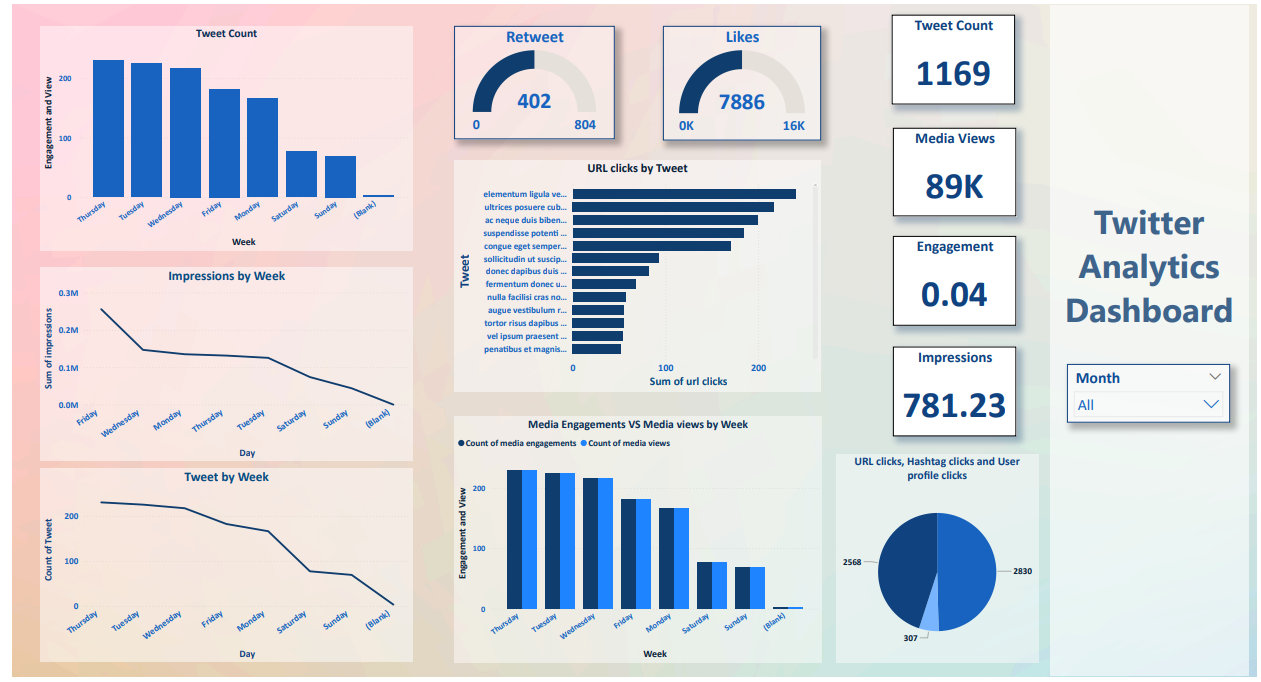 Tweet Count
Engagement and View
200
100
0
Thursday
Tuesday
Wednesday
Friday
Monday
Saturday
Sunday
(Blank)
Week
Impressions by Week
Sum of impressions
0.3M
0.2M
0.1M
0.0M
Friday
Wednesday
Monday
Thursday
Tuesday
Saturday
Sunday
(Blank)
Day
Tweet by Week
Count of Tweet
200
100
0
Thursday
Tuesday
Wednesday
Friday
Monday
Saturday
Sunday
(Blank)
Day
Retweet
402
0 804
Likes
7886
0K 16K
URL clicks by Tweet
Tweet
elementum ligula ve...
ultrices posuere cub...
ac neque duis biben...
suspendisse potenti ...
congue eget semper...
sollicitudin ut suscip...
donec dapibus duis ...
fermentum donec u...
nulla facilisi cras no...
augue vestibulum r...
tortor risus dapibus ...
vel ipsum praesent ...
penatibus et magnis...
0 100 200
Sum of url clicks
Media Engagements VS Media views by Week
Count of media engagements Count of media views
Engagement and View
200
100
0
Thursday
Tuesday
Wednesday
Friday
Monday
Saturday
Sunday
(Blank)
Week
Tweet Count
1169
Media Views
89K
Engagement
0.04
Impressions
781.23
URL clicks, Hashtag clicks and User
profile clicks
2568
2830
307
Twitter
Analytics
Dashboard
Month
All